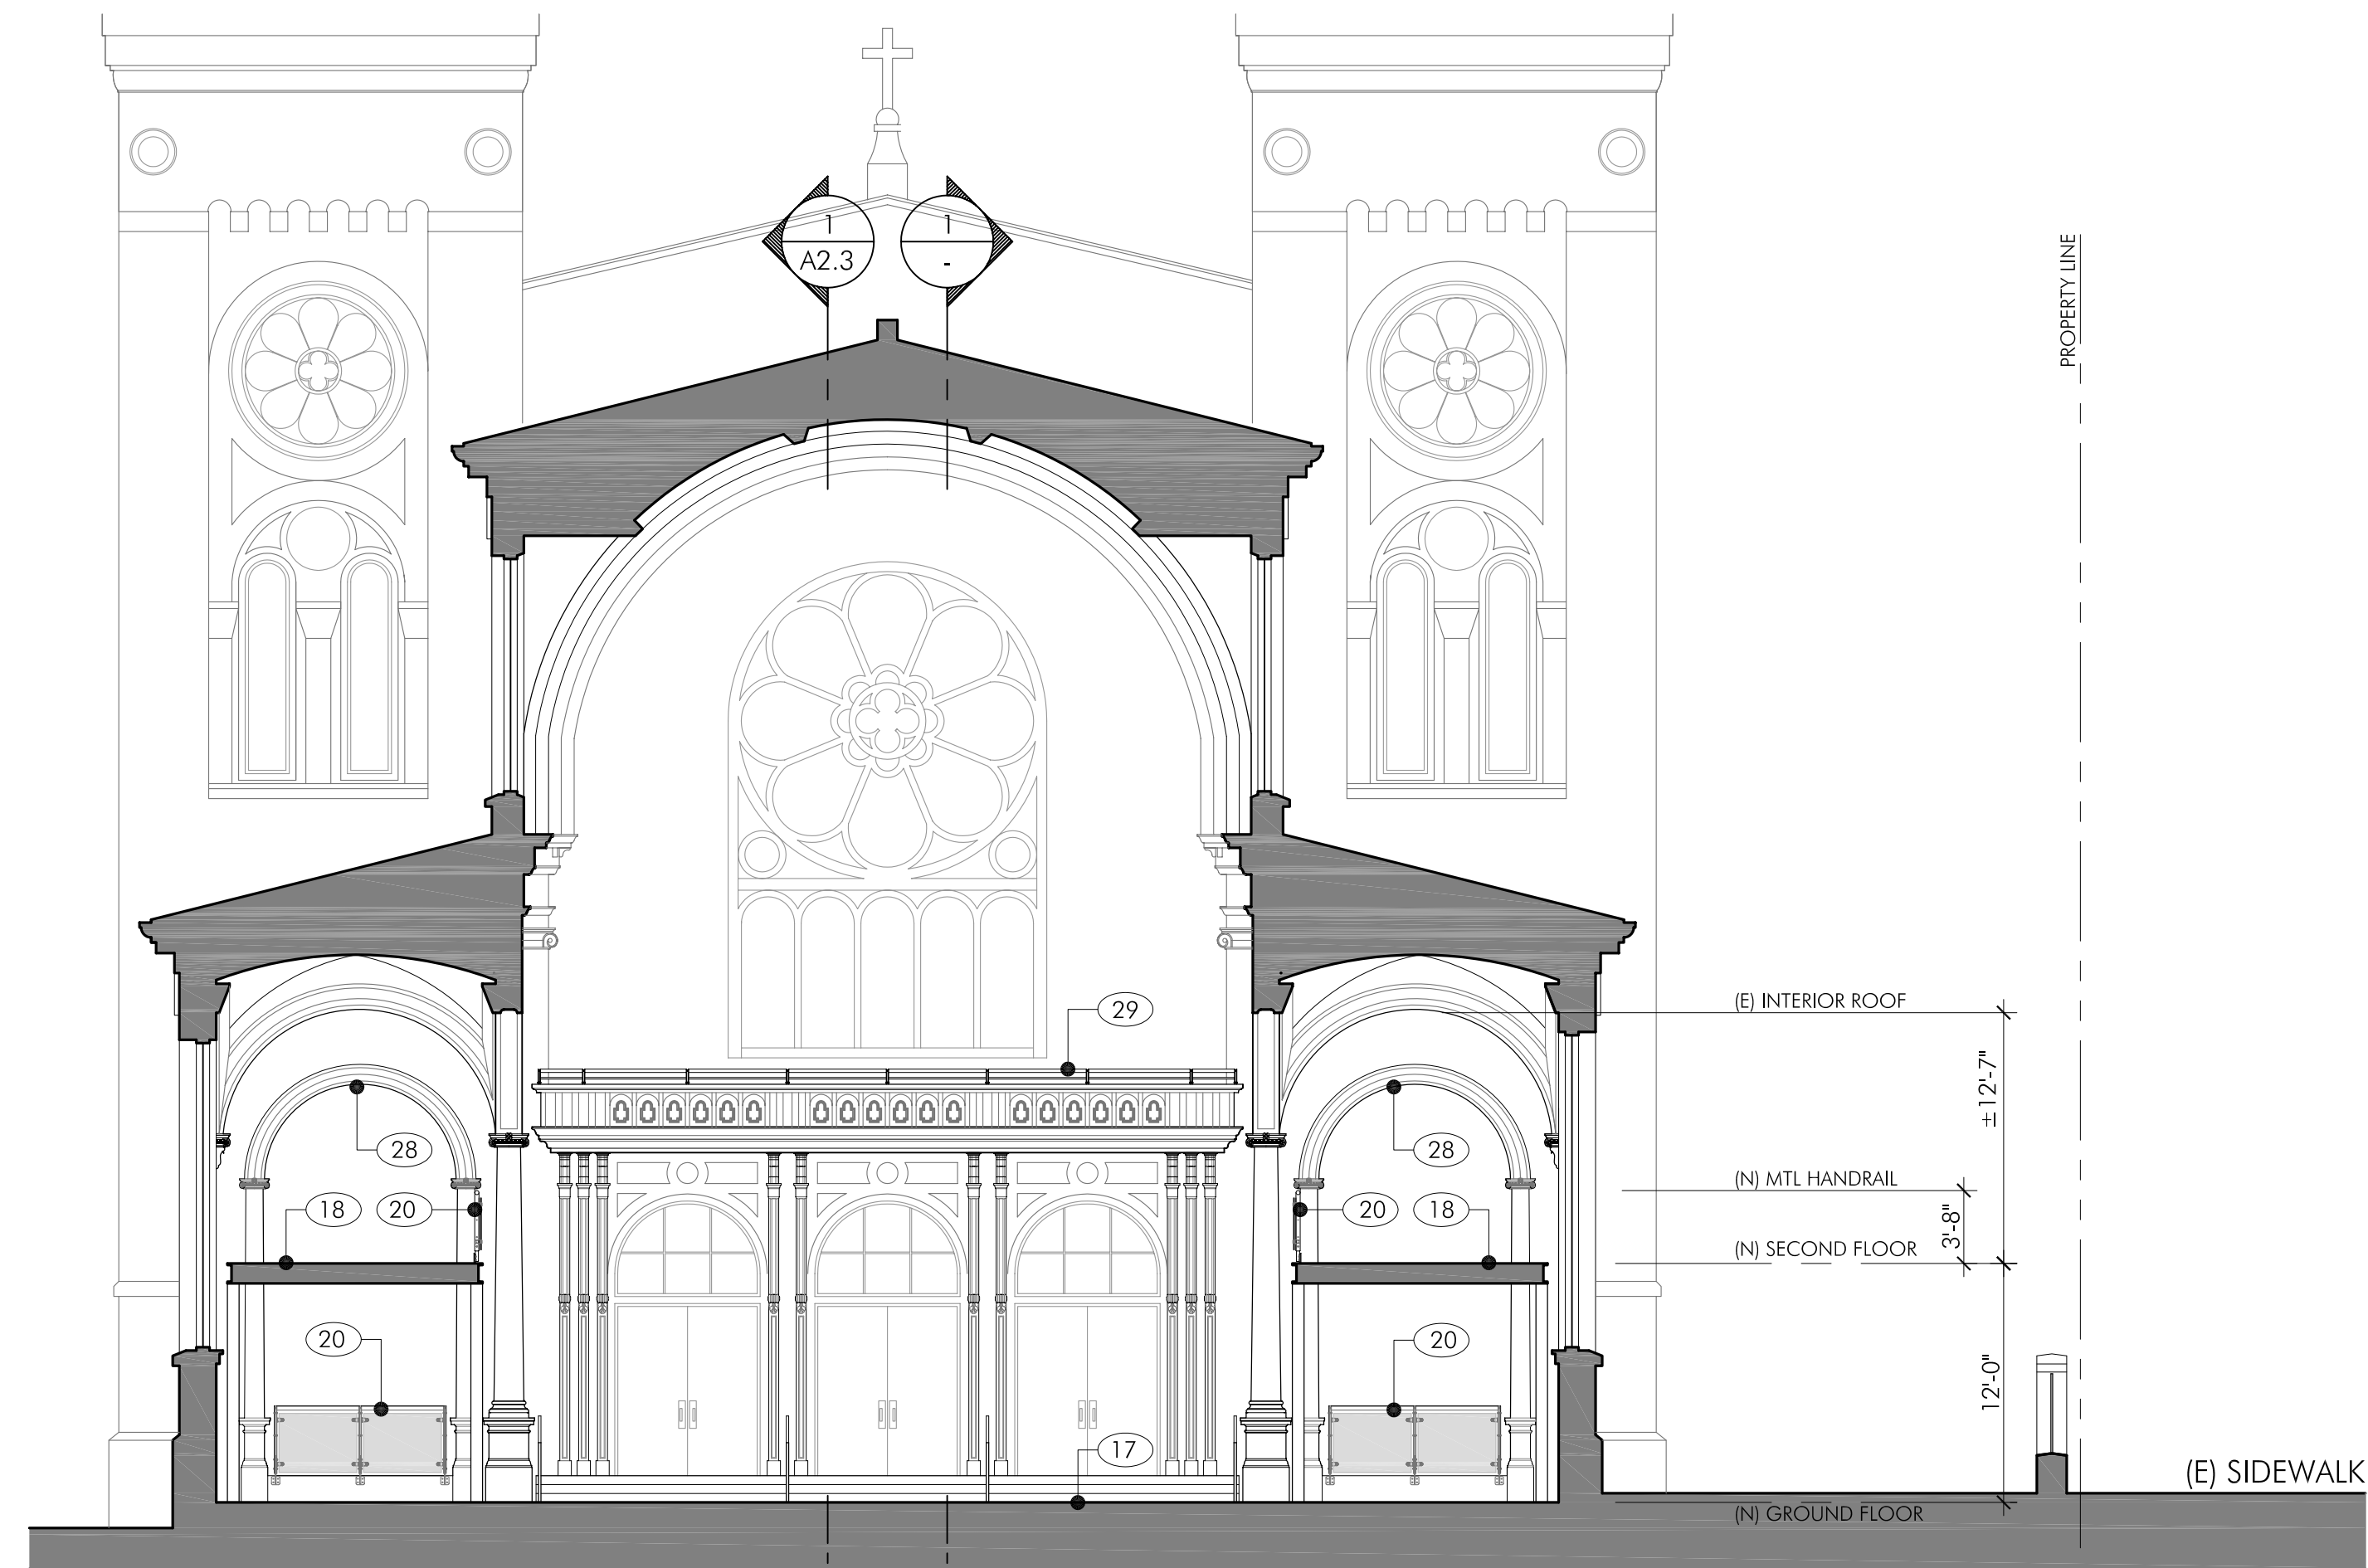 1
A2.3
1
-
PROPERTY LINE
29
(E) INTERIOR ROOF
±12'-7"
28
28
(N) MTL HANDRAIL
18
20
20
18
3'-8"
(N) SECOND FLOOR
20
20
12'-0"
17
(E) SIDEWALK
(N) GROUND FLOOR